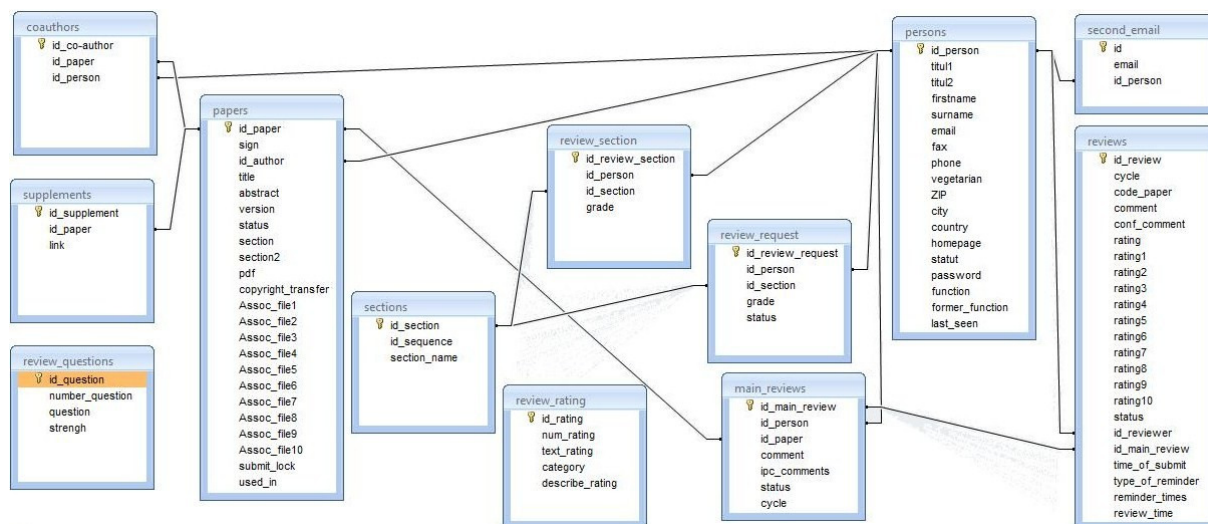 coauthors
id_co-author
id_paper
id_person
papers
id_paper
sign
id_author
title
abstract
version
status
section
section2
pdf
copyright_transfer
Assoc_file1
Assoc_file2
Assoc_file3
Assoc_file4
Assoc_file5
Assoc_file6
Assoc_file7
Assoc_file8
Assoc_file9
Assoc_file10
submit_lock
used_in
supplements
id_supplement
id_paper
link
review_questions
id_question
number_question
question
strengh
sections
id_section
id_sequence
section_name
review_section
id_review_section
id_person
id_section
grade
review_rating
id_rating
num_rating
text_rating
category
describe_rating
review_request
id_review_request
id_person
id_section
grade
status
main_reviews
id_main_review
id_person
id_paper
comment
ipc_comments
status
cycle
persons
id_person
titul1
titul2
firstname
surname
email
fax
phone
vegetarian
ZIP
city
country
homepage
statut
password
function
former_function
last_seen
second_email
id
email
id_person
reviews
id_review
cycle
code_paper
comment
conf_comment
rating
rating1
rating2
rating3
rating4
rating5
rating6
rating7
rating8
rating9
rating10
status
id_reviewer
id_main_review
time_of_submit
type_of_reminder
reminder_times
review_time